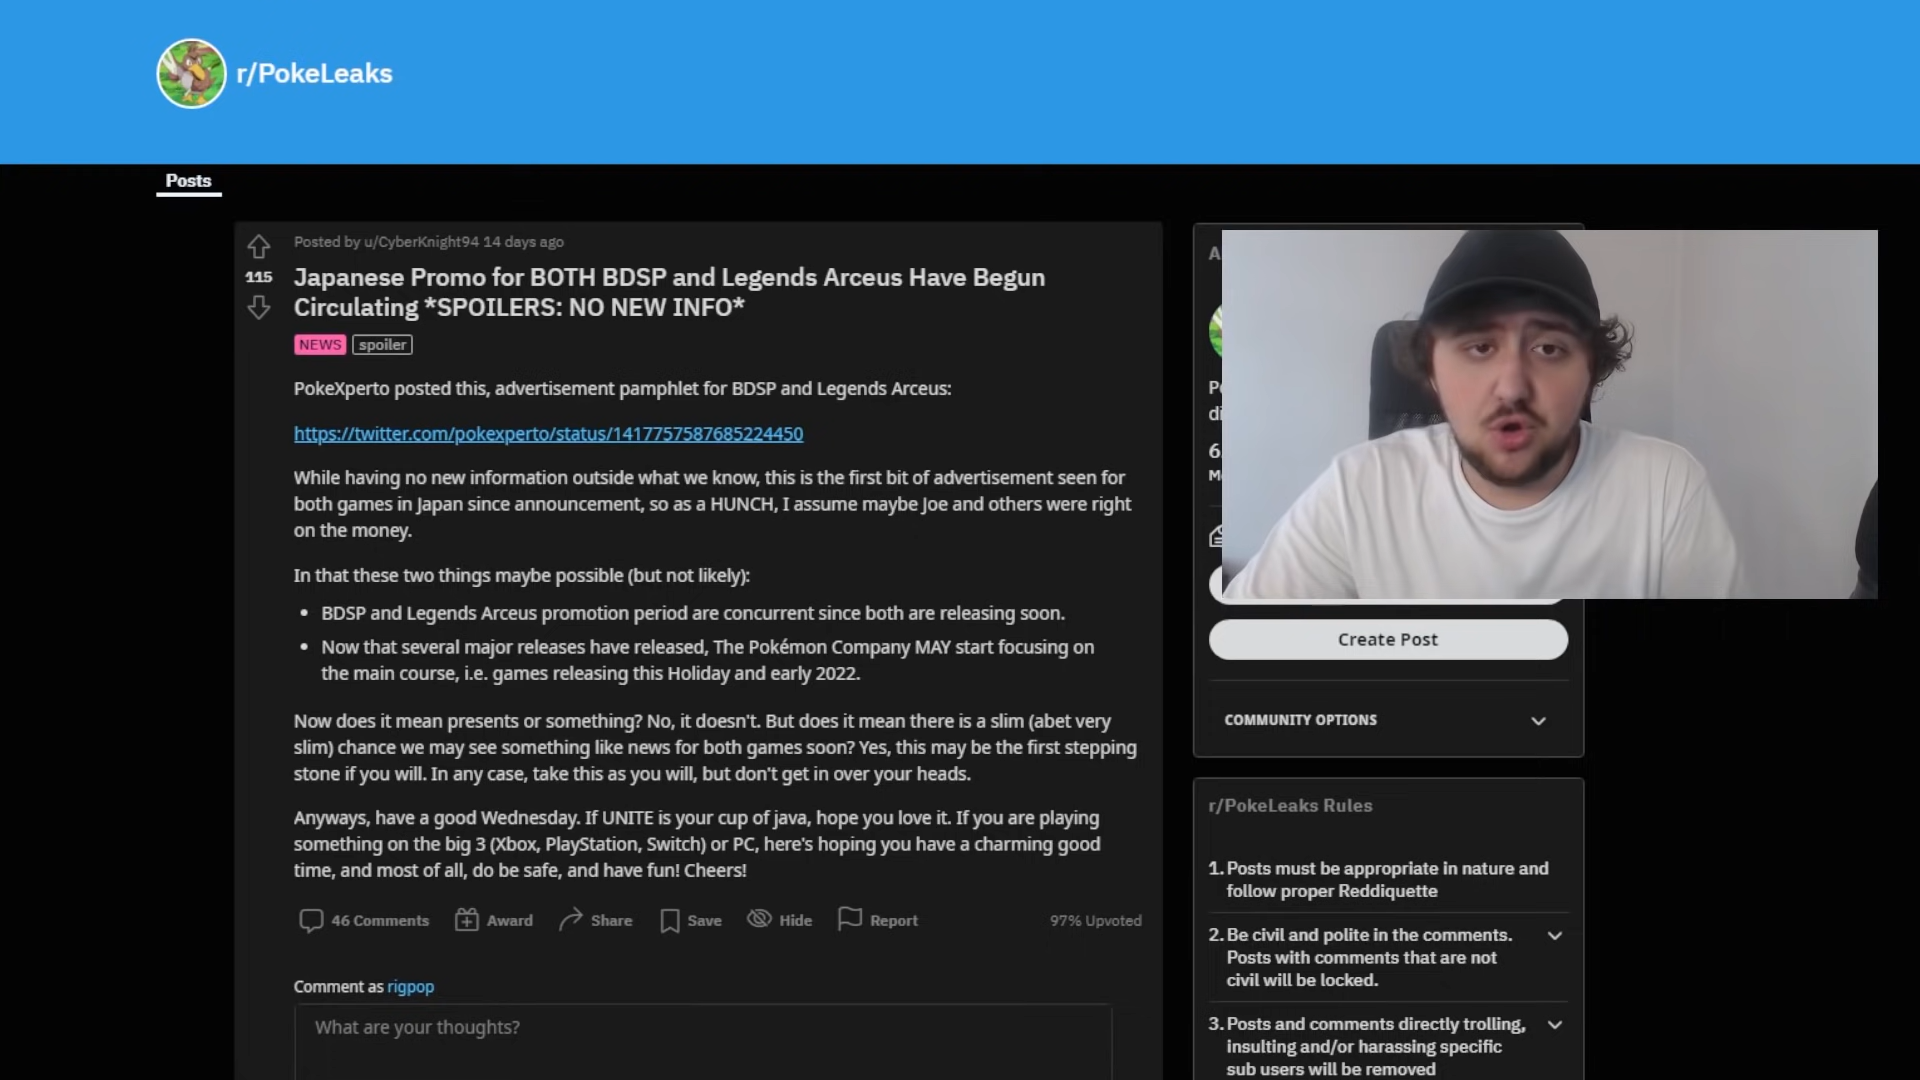 r/PokeLeaks
Posts
Posted by u/CyberKnight94 14 days ago
115
Japanese Promo for BOTH BDSP and Legends Arceus Have Begun
Circulating *SPOILERS: NO NEW INFO*
NEWS spoiler
PokeXperto posted this, advertisement pamphlet for BDSP and Legends Arceus:
https://twitter.com/pokexperto/status/1417757587685224450
While having no new information outside what we know, this is the first bit of advertisement seen for
both games in Japan since announcement, so as a HUNCH, I assume maybe Joe and others were right
on the money.
In that these two things maybe possible (but not likely):
• BDSP and Legends Arceus promotion period are concurrent since both are releasing soon.
• Now that several major releases have released, The Pokémon Company MAY start focusing on
the main course, i.e. games releasing this Holiday and early 2022.
Now does it mean presents or something? No, it doesn't. But does it mean there is a slim (abet very
slim) chance we may see something like news for both games soon? Yes, this may be the first stepping
stone if you will. In any case, take this as you will, but don't get in over your heads.
Anyways, have a good Wednesday. If UNITE is your cup of java, hope you love it. If you are playing
something on the big 3 (Xbox, PlayStation, Switch) or PC, here's hoping you have a charming good
time, and most of all, do be safe, and have fun! Cheers!
46 Comments Award Share Save Hide Report 97% Upvoted
Comment as rigpop
What are your thoughts?
Create Post
COMMUNITY OPTIONS
r/PokeLeaks Rules
1. Posts must be appropriate in nature and
follow proper Reddiquette
2. Be civil and polite in the comments.
Posts with comments that are not
civil will be locked.
3. Posts and comments directly trolling,
insulting and/or harassing specific
sub users will be removed